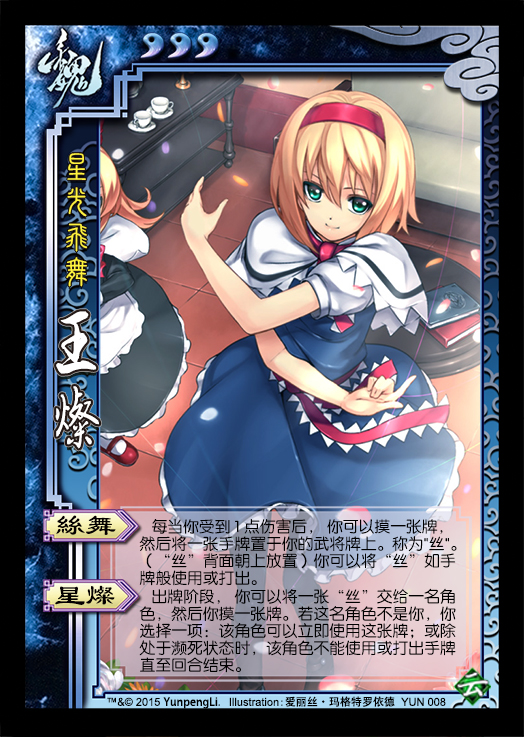 魏
星光飛舞
王燦
絲舞
每当你受到1点伤害后，你可以摸一张牌，
然后将一张手牌置于你的武将牌上。称为"丝"。
（“丝”背面朝上放置）你可以将“丝”如手
牌般使用或打出。
星燦
出牌阶段，你可以将一张“丝”交给一名角
色，然后你摸一张牌。若这名角色不是你，你
选择一项：该角色可以立即使用这张牌；或除
处于濒死状态时，该角色不能使用或打出手牌
直至回合结束。
云
™&© 2015 YunpengLi. Illustration：爱丽丝·玛格特罗依德 YUN 008